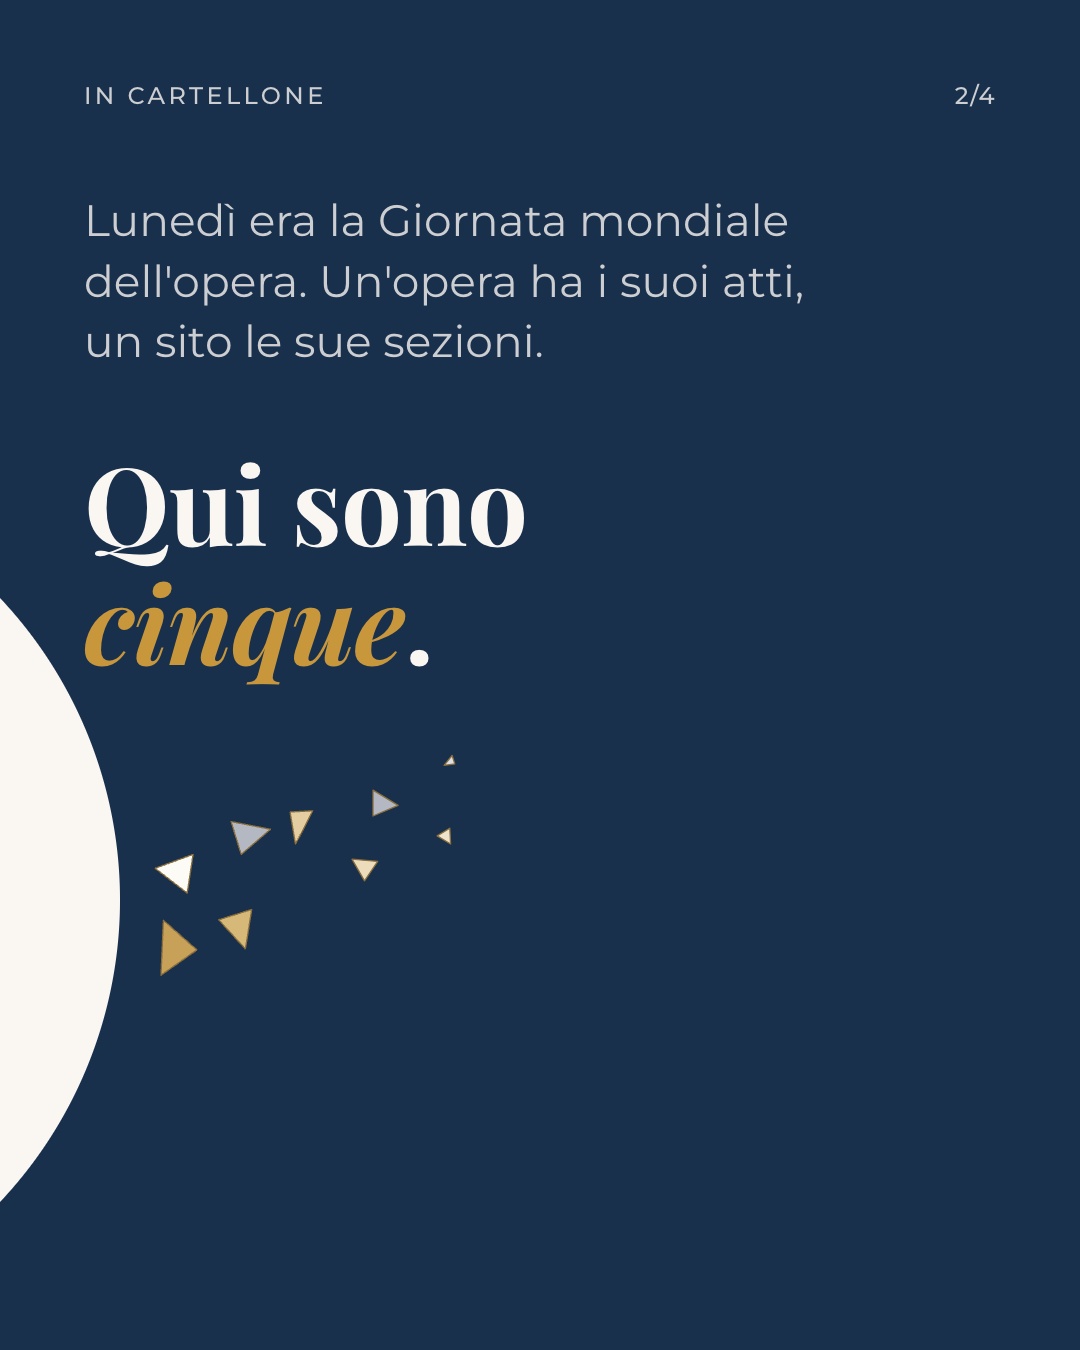 IN CARTELLONE
2/4
Lunedì era la Giornata mondiale
dell'opera. Un'opera ha i suoi atti,
un sito le sue sezioni.
Qui sono
cinque.